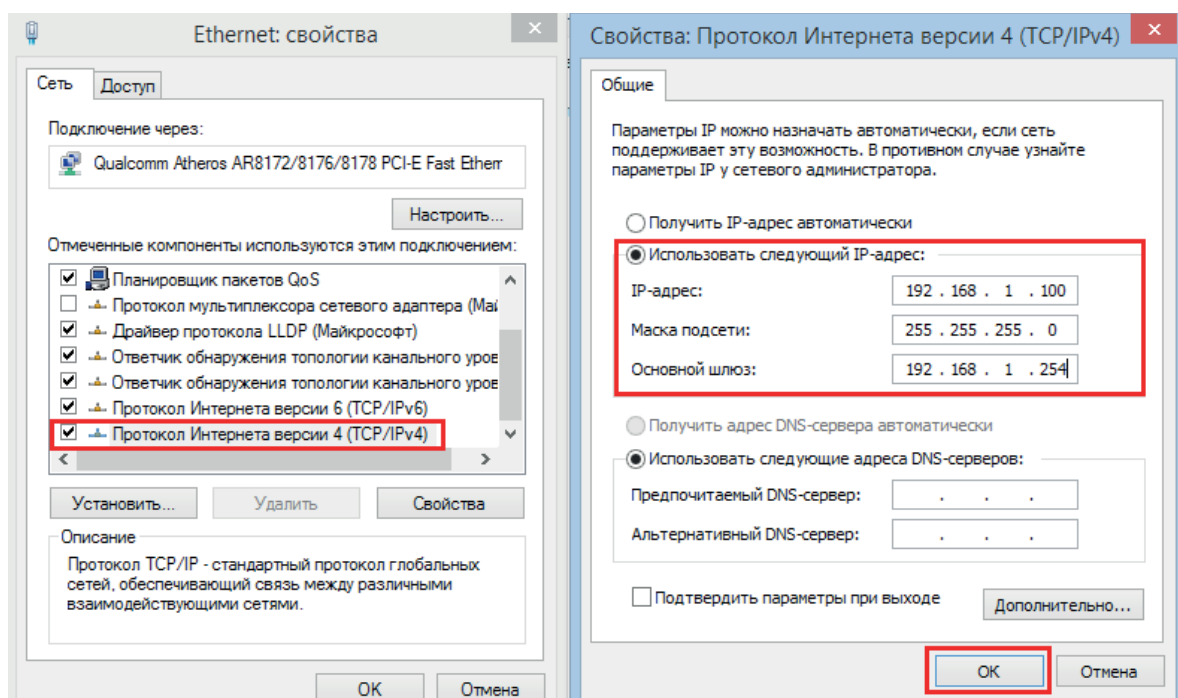 Ethernet: свойства
Сеть
Доступ
Подключение через:
Qualcomm Atheros AR8172/8176/8178 PCI-E Fast Etherr
Настроить...
Отмеченные компоненты используются этим подключением:
Планировщик пакетов QoS
Протокол мультиплексора сетевого адаптера (Май
Драйвер протокола LLDP (Майкрософт)
Ответчик обнаружения топологии канального уров
Ответчик обнаружения топологии канального уров
Протокол Интернета версии 6 (TCP/IPv6)
Протокол Интернета версии 4 (TCP/IPv4)
Установить...
Удалить
Свойства
Описание
Протокол TCP/IP - стандартный протокол глобальных
сетей, обеспечивающий связь между различными
взаимодействующими сетями.
OK
Отмена
Свойства: Протокол Интернета версии 4 (TCP/IPv4)
Общие
Параметры IP можно назначать автоматически, если сеть
поддерживает эту возможность. В противном случае узнайте
параметры IP у сетевого администратора.
Получить IP-адрес автоматически
Использовать следующий IP-адрес:
IP-адрес: 192 . 168 . 1 . 100
Маска подсети: 255 . 255 . 255 . 0
Основной шлюз: 192 . 168 . 1 . 254
Получить адрес DNS-сервера автоматически
Использовать следующие адреса DNS-серверов:
Предпочитаемый DNS-сервер: . . .
Альтернативный DNS-сервер: . . .
Подтвердить параметры при выходе
Дополнительно...
OK
Отмена